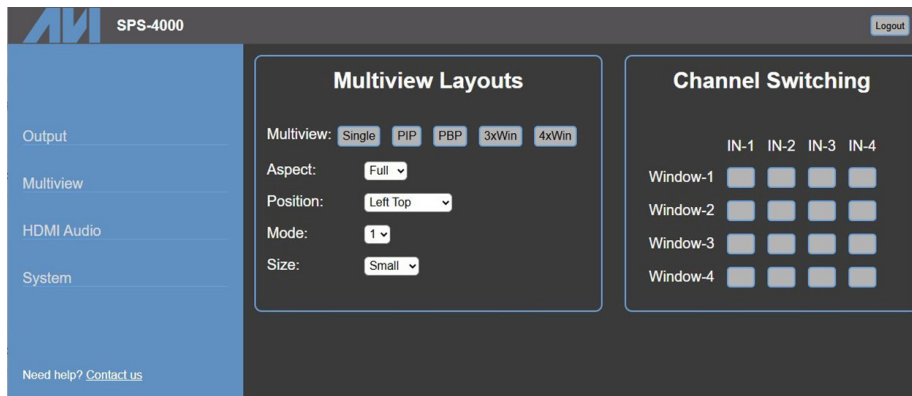 AVI SPS-4000
Logout
Output
Multiview
HDMI Audio
System
Need help? Contact us
Multiview Layouts
Multiview: Single PIP PBP 3xWin 4xWin
Aspect: Full
Position: Left Top
Mode: 1
Size: Small
Channel Switching
IN-1 IN-2 IN-3 IN-4
Window-1
Window-2
Window-3
Window-4